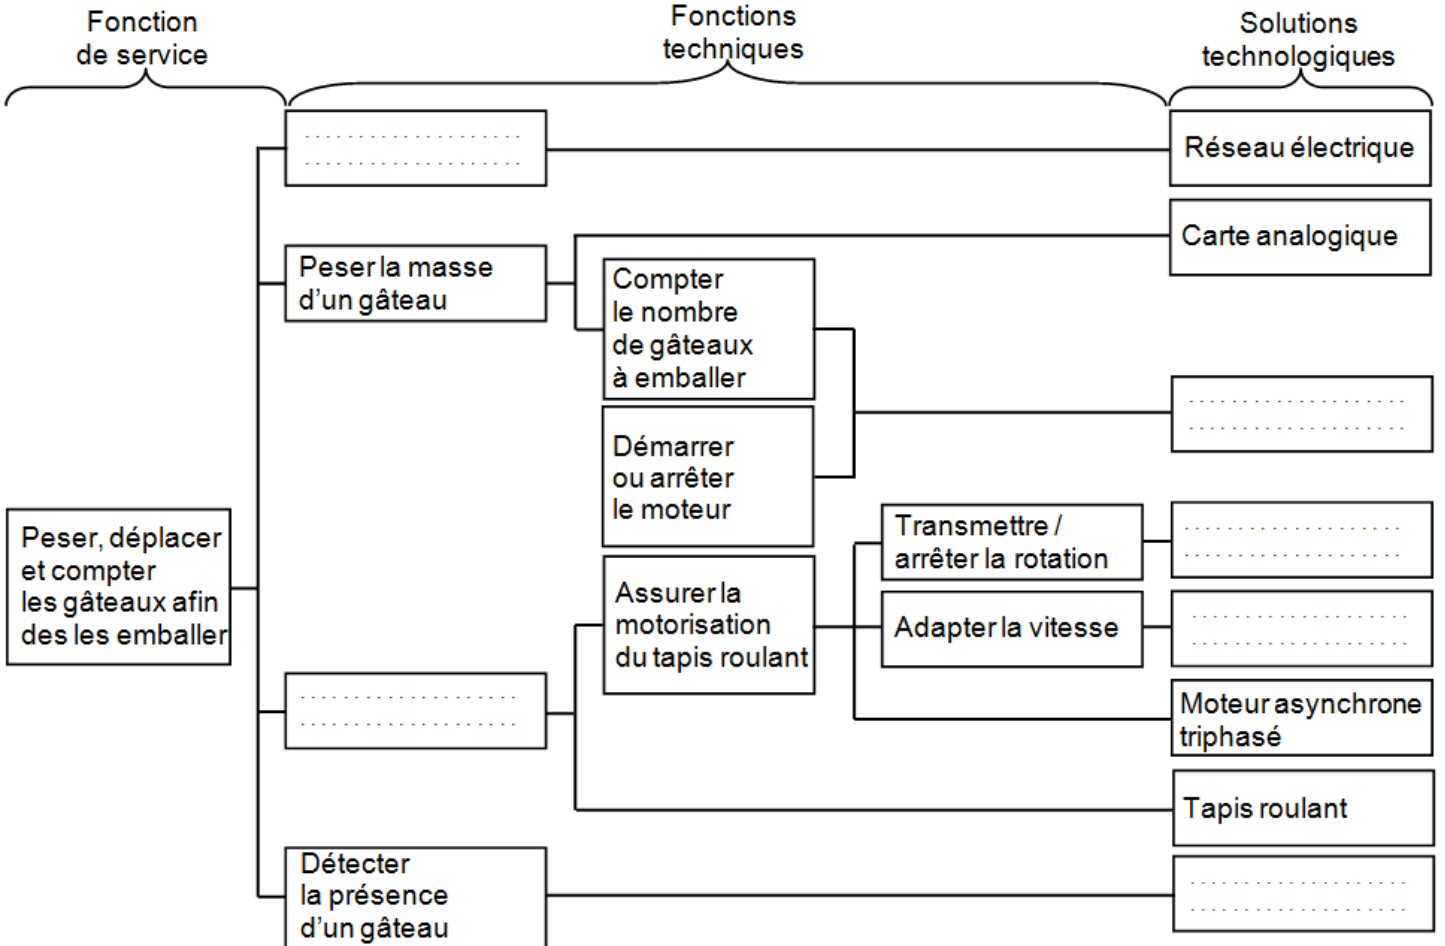 Fonction
de service
Fonctions
techniques
Solutions
technologiques
. . . . . . . . . . . . . . . . . . . .
. . . . . . . . . . . . . . . . . . . .
Réseau électrique
Carte analogique
Peser la masse
d'un gâteau
Compter
le nombre
de gâteaux
à emballer
. . . . . . . . . . . . . . . . . . . .
. . . . . . . . . . . . . . . . . . . .
Démarrer
ou arrêter
le moteur
Peser, déplacer
et compter
les gâteaux afin
des les emballer
Transmettre /
arrêter la rotation
. . . . . . . . . . . . . . . . . . . .
. . . . . . . . . . . . . . . . . . . .
Assurer la
motorisation
du tapis roulant
Adapter la vitesse
. . . . . . . . . . . . . . . . . . . .
. . . . . . . . . . . . . . . . . . . .
. . . . . . . . . . . . . . . . . . . .
. . . . . . . . . . . . . . . . . . . .
Moteur asynchrone
triphasé
Tapis roulant
Détecter
la présence
d'un gâteau
. . . . . . . . . . . . . . . . . . . .
. . . . . . . . . . . . . . . . . . . .